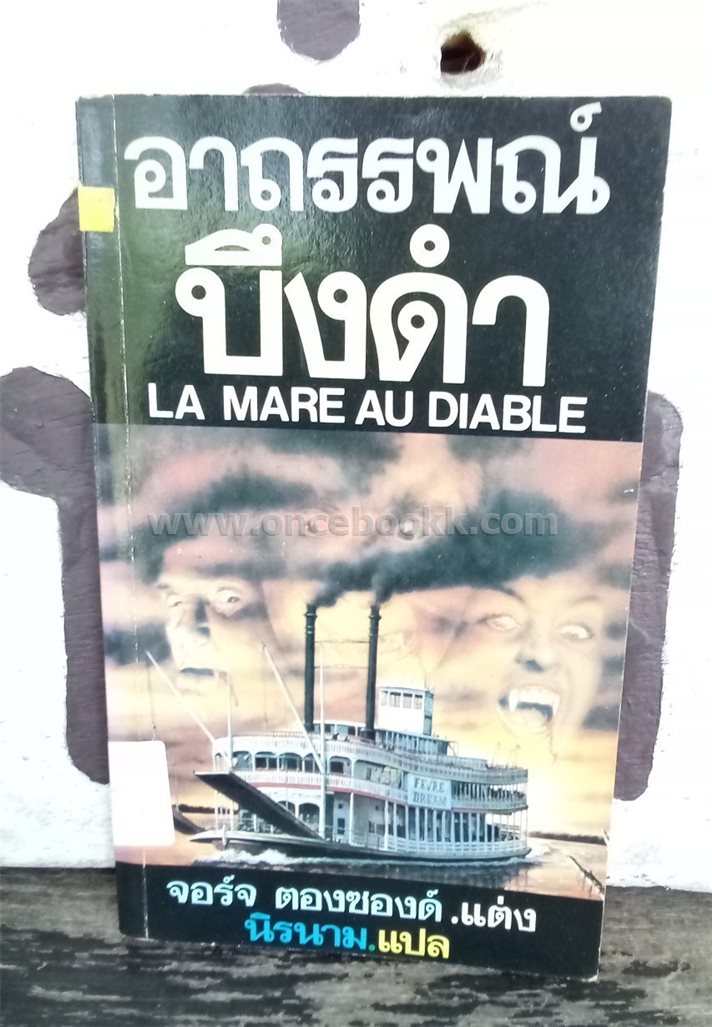 อาถรรพณ์
บึงดำ
LA MARE AU DIABLE
www.oncebookk.com
FEVRE
DREAM
จอร์จ ตองซองด์.แต่ง
นิรนาม.แปล